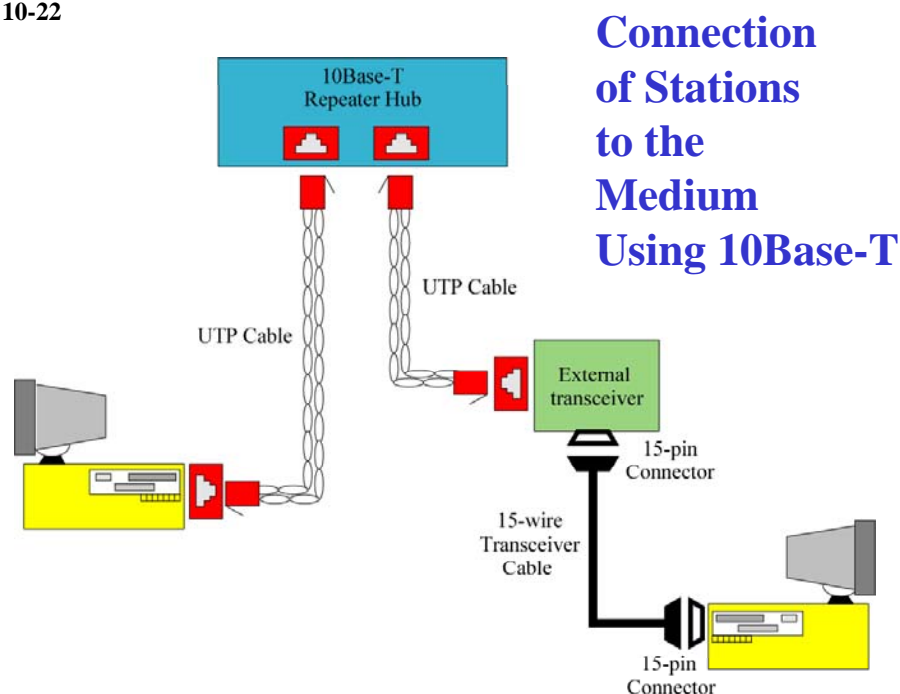 10-22
Connection
of Stations
to the
Medium
Using 10Base-T
10Base-T
Repeater Hub
UTP Cable
UTP Cable
External
transceiver
15-pin
Connector
15-wire
Transceiver
Cable
15-pin
Connector